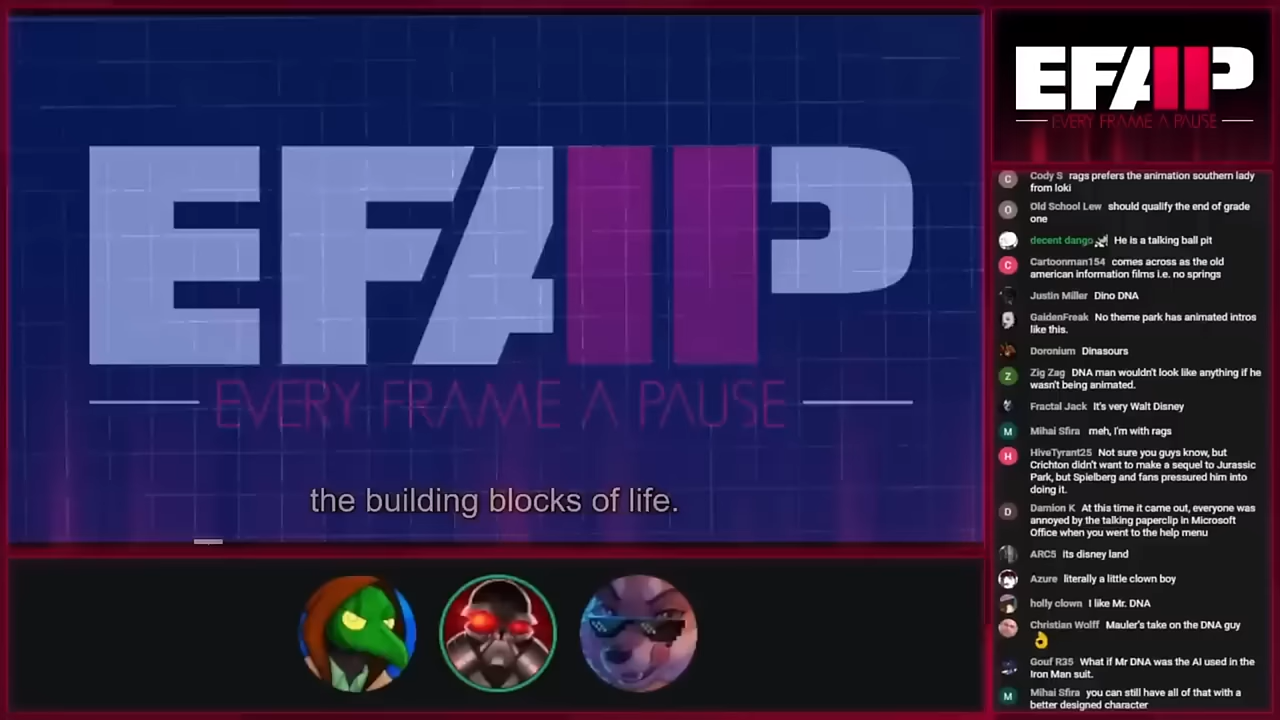 EFAP
EVERY FRAME A PAUSE
the building blocks of life.
EFAP
EVERY FRAME A PAUSE
C Cody S rags prefers the animation southern lady
from loki
O Old School Lew should qualify the end of grade
one
decent dango He is a talking ball pit
C Cartoonman154 comes across as the old
american information films i.e. no springs
Justin Miller Dino DNA
GaidenFreak No theme park has animated intros
like this.
Doronium Dinasours
Z Zig Zag DNA man wouldn't look like anything if he
wasn't being animated.
Fractal Jack It's very Walt Disney
M Mihai Sfira meh, I'm with rags
H HiveTyrant25 Not sure you guys know, but
Crichton didn't want to make a sequel to Jurassic
Park, but Spielberg and fans pressured him into
doing it.
D Damion K At this time it came out, everyone was
annoyed by the talking paperclip in Microsoft
Office when you went to the help menu
ARC5 Its disney land
Azure literally a little clown boy
holly clown I like Mr. DNA
Christian Wolff Mauler's take on the DNA guy
👌
Gouf R35 What if Mr DNA was the AI used in the
Iron Man suit.
M Mihai Sfira you can still have all of that with a
better designed character